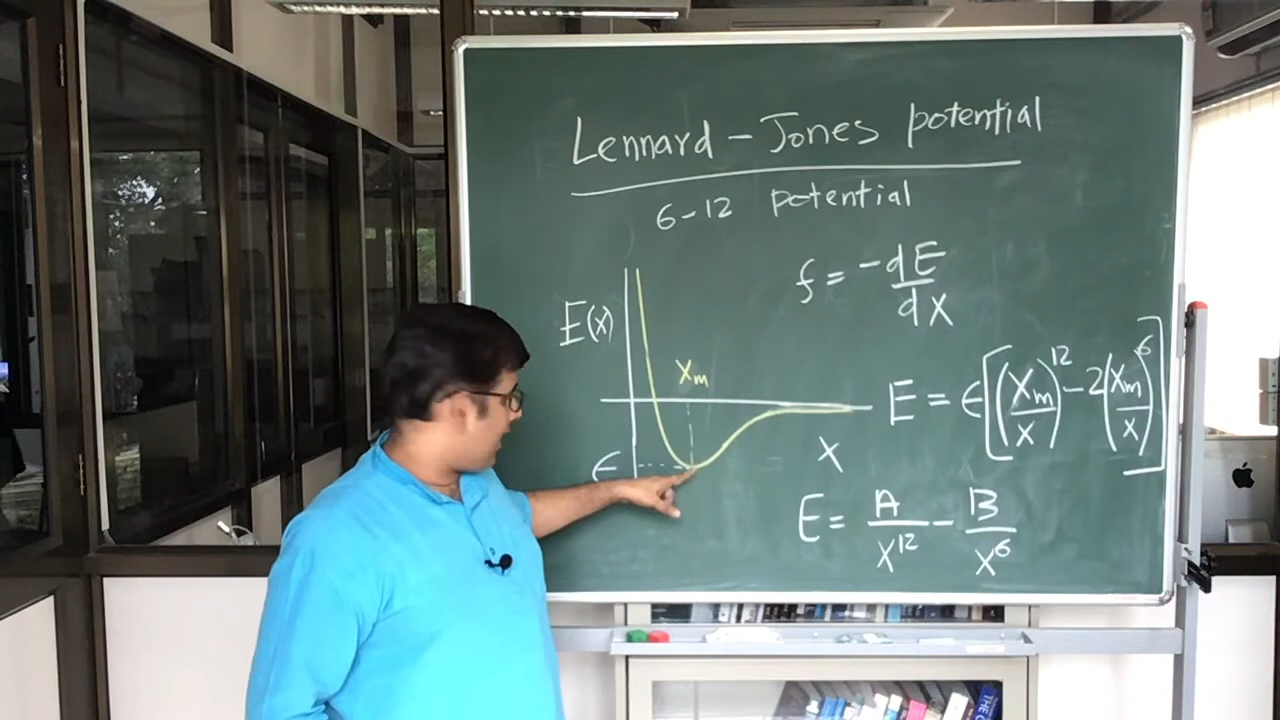 Lennard-Jones potential
6-12 potential
f = -dE/dx
E(x)
xm
E = ϵ[(xm/x)^12 - 2(xm/x)^6]
x
ϵ
E = A/x^12 - B/x^6